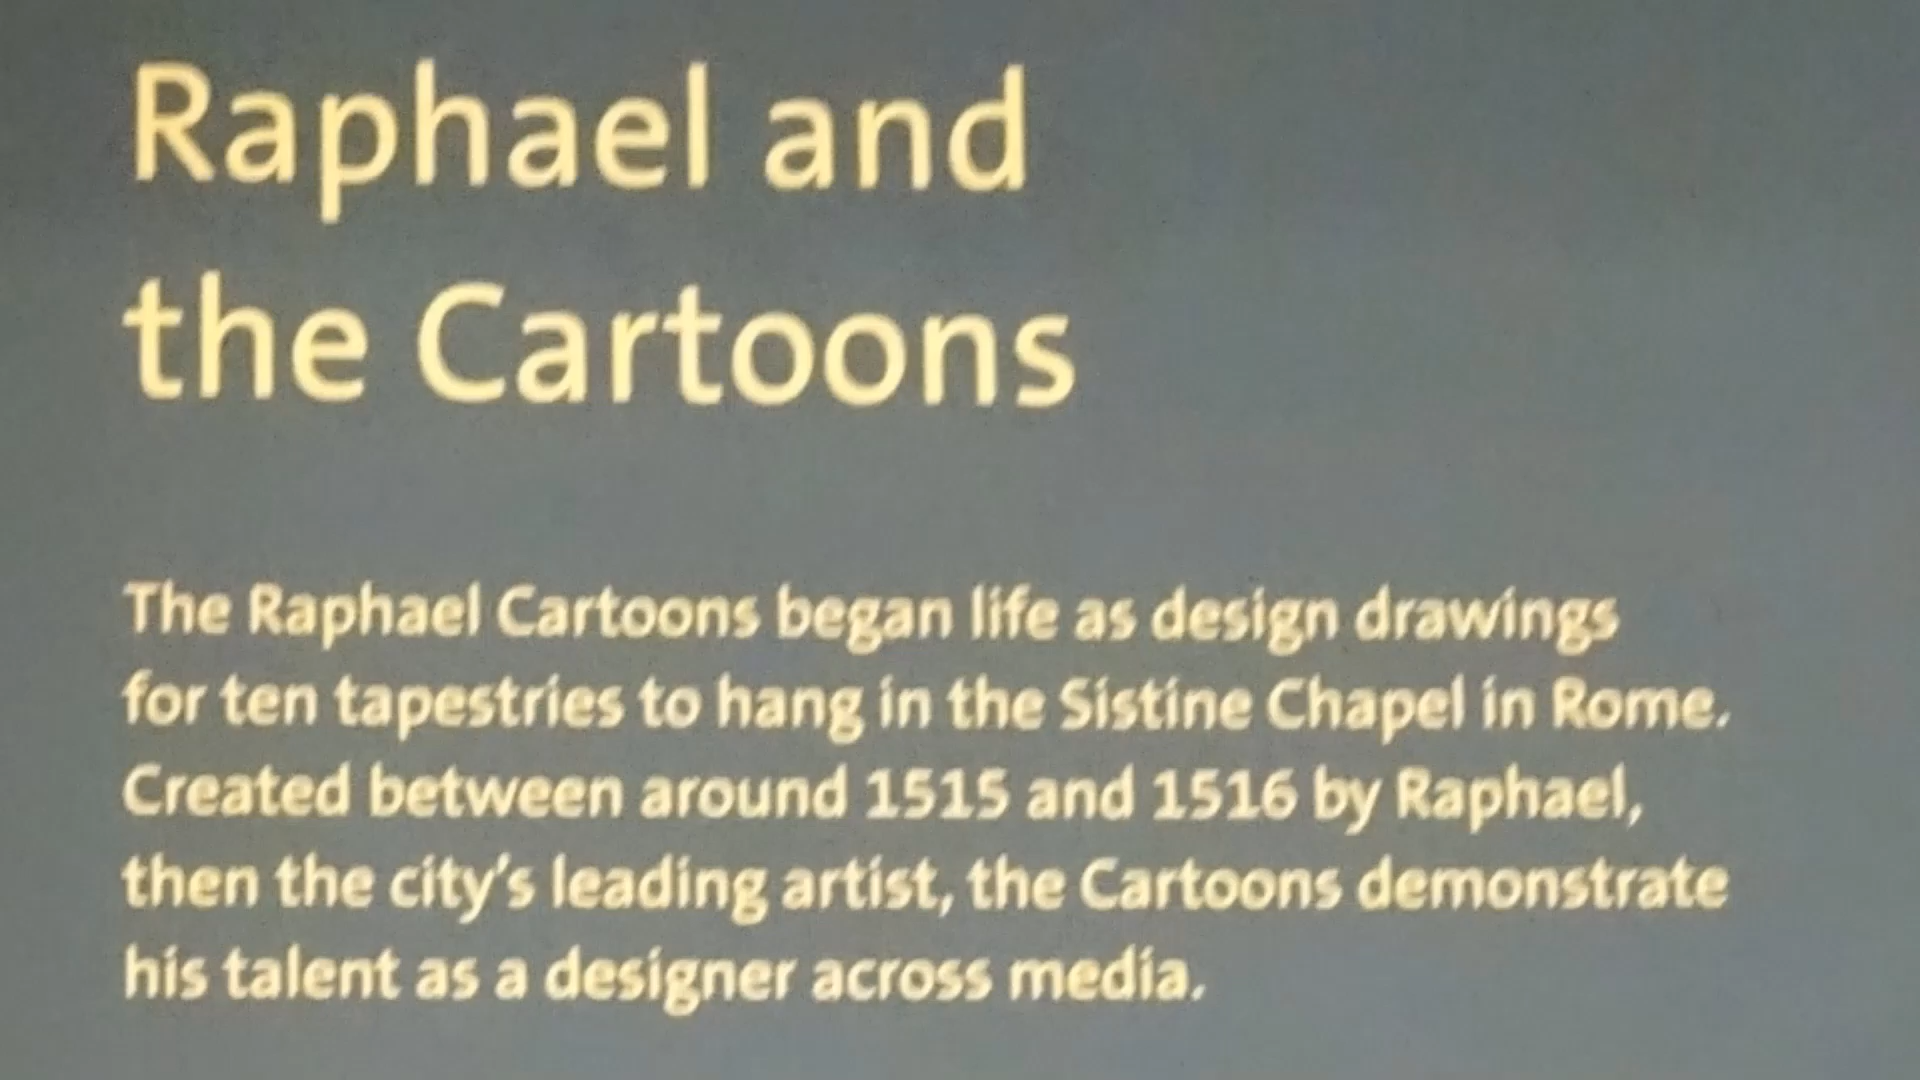 Raphael and
the Cartoons
The Raphael Cartoons began life as design drawings
for ten tapestries to hang in the Sistine Chapel in Rome.
Created between around 1515 and 1516 by Raphael,
then the city’s leading artist, the Cartoons demonstrate
his talent as a designer across media.